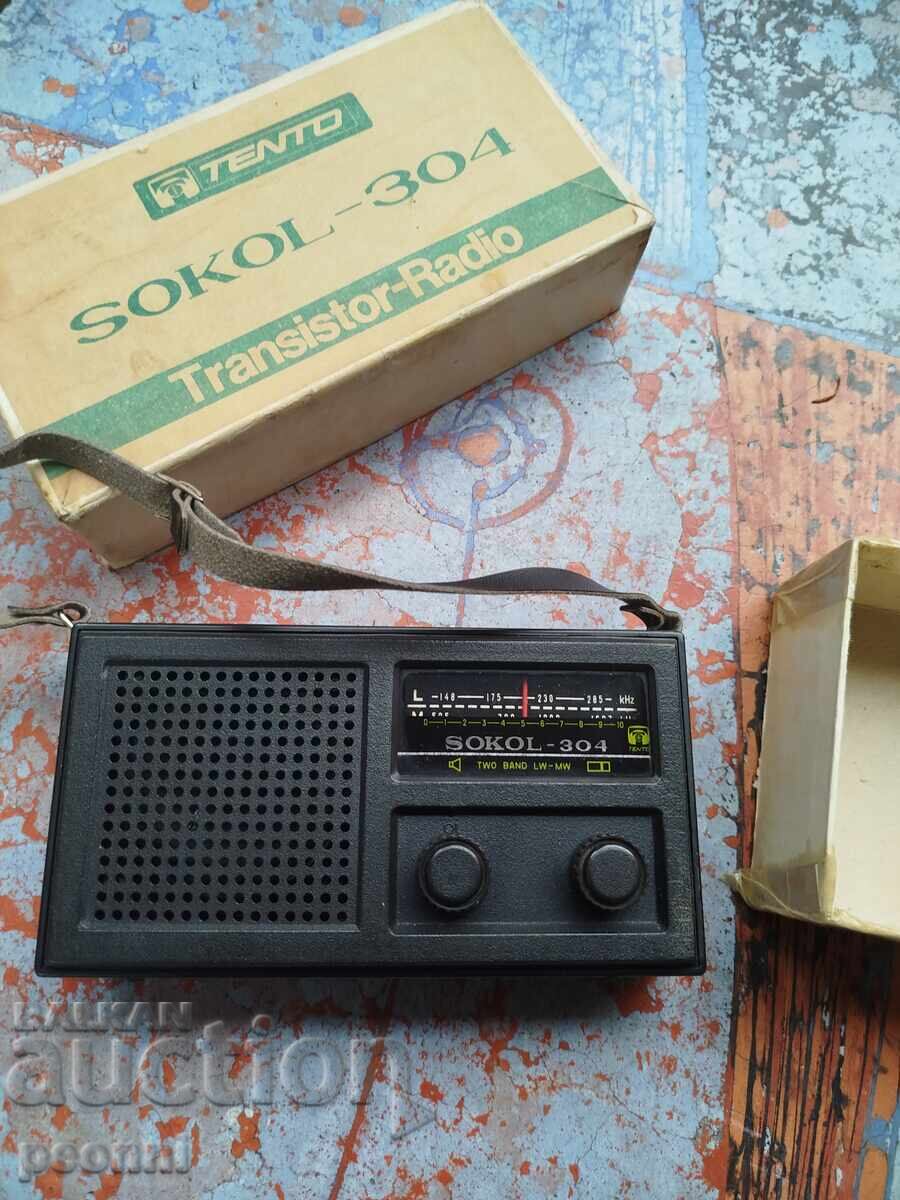 TENTO
SOKOL-304
Transistor-Radio
L 148 175 230 285 kHz
0 1 2 3 4 5 6 7 8 9 10
SOKOL-304
TENTO
TWO BAND LW-MW
BALKAN
auction
peonni